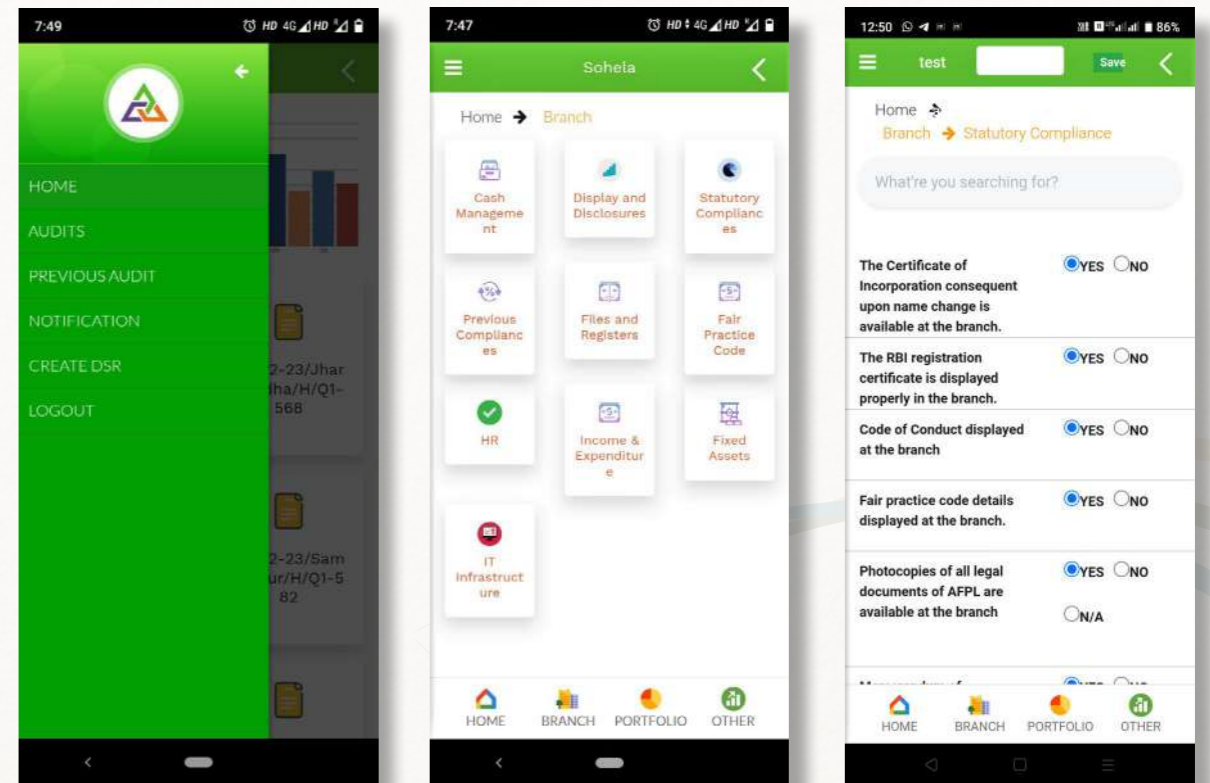 7:49 HD 4G HD
HOME
AUDITS
PREVIOUS AUDIT
NOTIFICATION
CREATE DSR
LOGOUT
2-23/Jhar
dha/H/Q1-
568
2-23/Sam
ur/H/Q1-5
82
7:47 HD 4G HD
Sohela
Home Branch
Cash
Manageme
nt
Display and
Disclosures
Statutory
Complianc
es
Previous
Complianc
es
Files and
Registers
Fair
Practice
Code
HR
Income &
Expenditur
e
Fixed
Assets
IT
Infrastruct
ure
HOME BRANCH PORTFOLIO OTHER
12:50 86%
test Save
Home
Branch Statutory Compliance
What're you searching for?
The Certificate of
Incorporation consequent
upon name change is
available at the branch.
YES NO
The RBI registration
certificate is displayed
properly in the branch.
YES NO
Code of Conduct displayed
at the branch
YES NO
Fair practice code details
displayed at the branch.
YES NO
Photocopies of all legal
documents of AFPL are
available at the branch
YES NO
N/A
HOME BRANCH PORTFOLIO OTHER